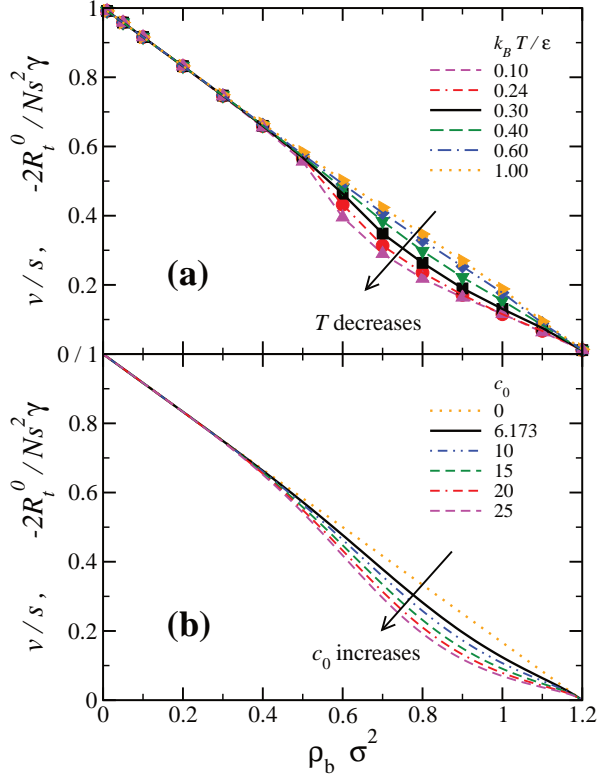 1
0.8
0.6
0.4
0.2
0 / 1
0.8
0.6
0.4
0.2
0
v / s ,    -2R_t^0 / Ns^2 γ
v / s ,    -2R_t^0 / Ns^2 γ
k_B T / ε
0.10
0.24
0.30
0.40
0.60
1.00
(a)
T decreases
c_0
0
6.173
10
15
20
25
(b)
c_0 increases
0 0.2 0.4 0.6 0.8 1 1.2
ρ_b σ^2